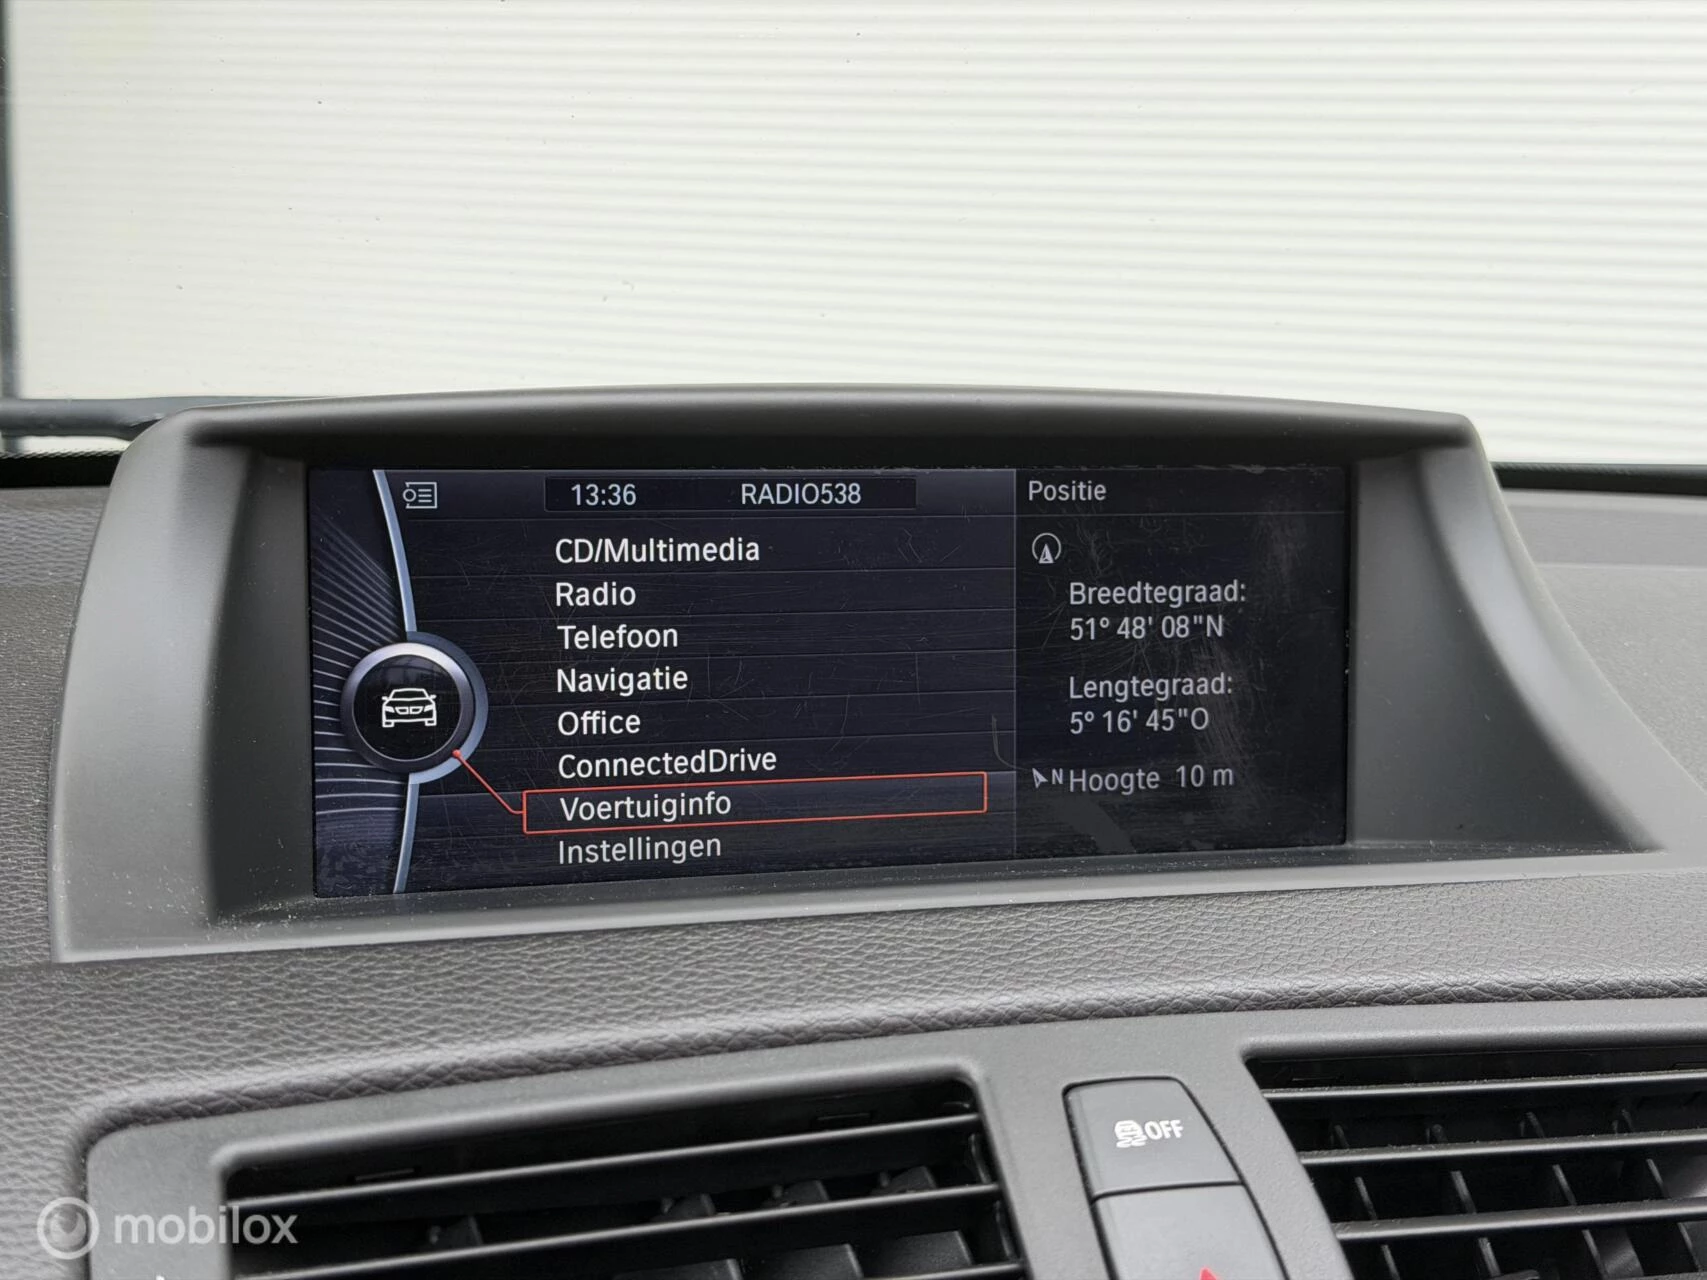 13:36 RADIO538
CD/Multimedia
Radio
Telefoon
Navigatie
Office
ConnectedDrive
Voertuiginfo
Instellingen
Positie
Breedtegraad:
51° 48' 08"N
Lengtegraad:
5° 16' 45"O
N Hoogte 10 m
OFF
mobilox